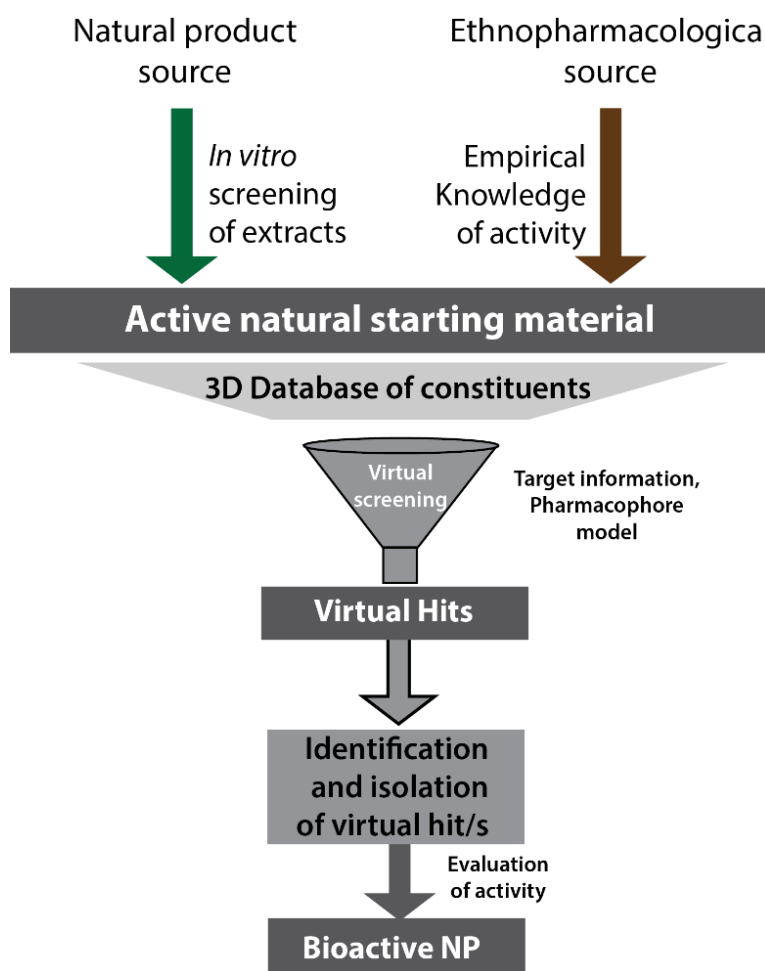 Natural product
source
Ethnopharmacologica
source
In vitro
screening
of extracts
Empirical
Knowledge
of activity
Active natural starting material
3D Database of constituents
Virtual
screening
Target information,
Pharmacophore
model
Virtual Hits
Identification
and isolation
of virtual hit/s
Evaluation
of activity
Bioactive NP